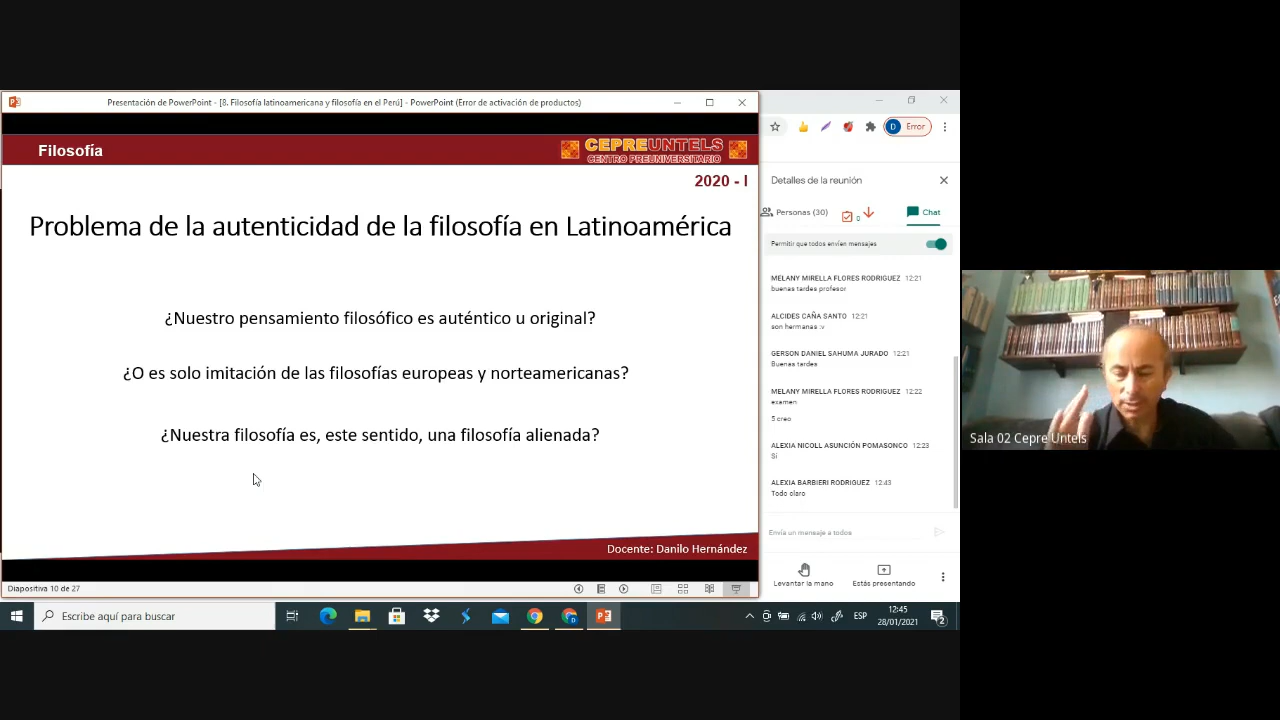 Presentación de PowerPoint - [8. Filosofía latinoamericana y filosofía en el Perú] - PowerPoint (Error de activación de productos)
Filosofía
CEPREUNTELS
CENTRO PREUNIVERSITARIO
2020 - I
Problema de la autenticidad de la filosofía en Latinoamérica
¿Nuestro pensamiento filosófico es auténtico u original?
¿O es solo imitación de las filosofías europeas y norteamericanas?
¿Nuestra filosofía es, este sentido, una filosofía alienada?
Docente: Danilo Hernández
Diapositiva 10 de 27
D Error
Detalles de la reunión
Personas (30)
0
Chat
Permitir que todos envíen mensajes
MELANY MIRELLA FLORES RODRIGUEZ 12:21
buenas tardes profesor
ALCIDES CAÑA SANTO 12:21
son hermanas :v
GERSON DANIEL SAHUMA JURADO 12:21
Buenas tardes
MELANY MIRELLA FLORES RODRIGUEZ 12:22
examen
5 creo
ALEXIA NICOLL ASUNCIÓN POMASONCO 12:23
Sí
ALEXIA BARBIERI RODRIGUEZ 12:43
Todo claro
Envía un mensaje a todos
Levantar la mano
Estás presentando
Escribe aquí para buscar
ESP
12:45
28/01/2021
2
Sala 02 Cepre Untels